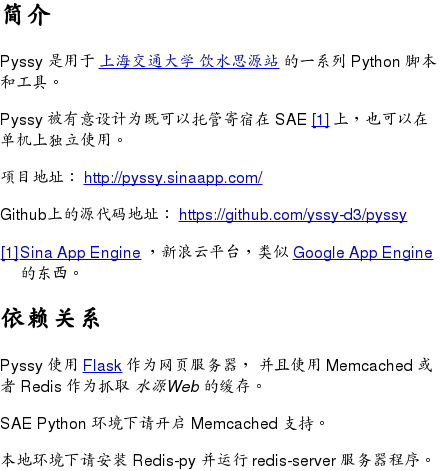 简介
Pyssy 是用于 上海交通大学 饮水思源站 的一系列 Python 脚本
和工具。
Pyssy 被有意设计为既可以托管寄宿在 SAE [1] 上，也可以在
单机上独立使用。
项目地址： http://pyssy.sinaapp.com/
Github上的源代码地址： https://github.com/yssy-d3/pyssy
[1] Sina App Engine ，新浪云平台，类似 Google App Engine
的东西。
依赖关系
Pyssy 使用 Flask 作为网页服务器， 并且使用 Memcached 或
者 Redis 作为抓取 水源Web 的缓存。
SAE Python 环境下请开启 Memcached 支持。
本地环境下请安装 Redis-py 并运行 redis-server 服务器程序。